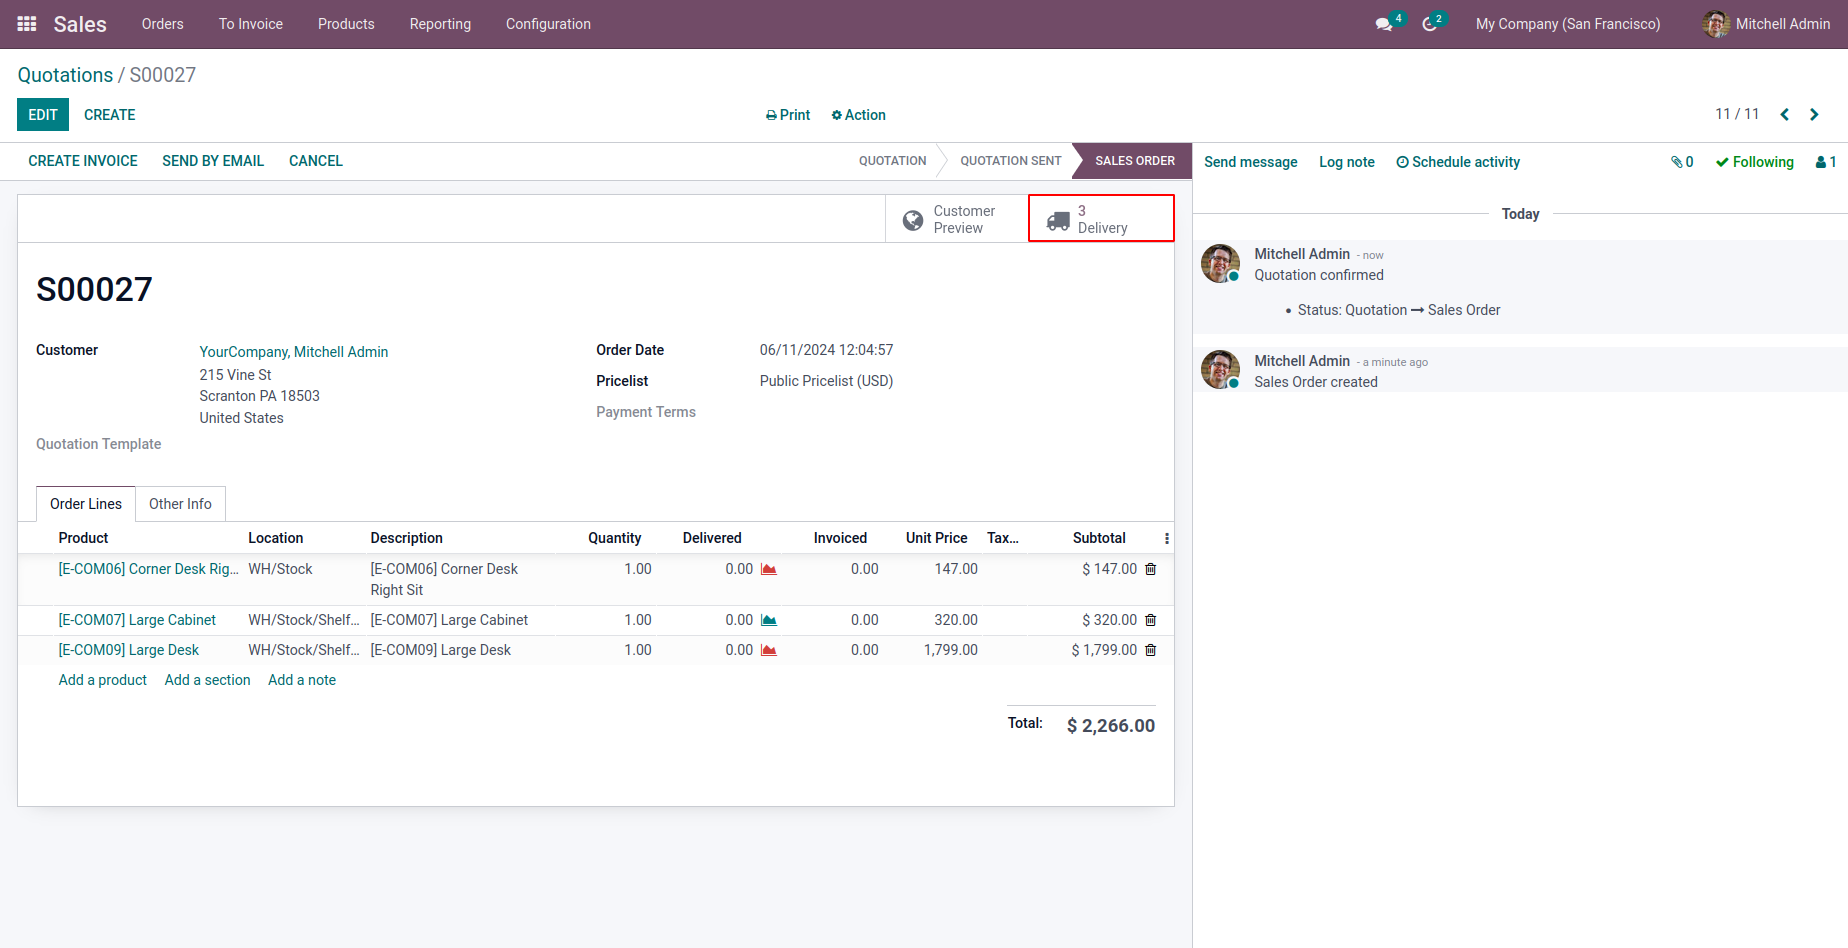 Sales Orders To Invoice Products Reporting Configuration 4 2 My Company (San Francisco) Mitchell Admin
Quotations / S00027
EDIT CREATE Print Action 11 / 11
CREATE INVOICE SEND BY EMAIL CANCEL QUOTATION QUOTATION SENT SALES ORDER
Send message Log note Schedule activity 0 Following 1
Customer
Preview
3
Delivery
Today
Mitchell Admin - now
Quotation confirmed
• Status: Quotation → Sales Order
Mitchell Admin - a minute ago
Sales Order created
S00027
Customer
YourCompany, Mitchell Admin
215 Vine St
Scranton PA 18503
United States
Quotation Template
Order Date 06/11/2024 12:04:57
Pricelist Public Pricelist (USD)
Payment Terms
Order Lines Other Info
Product Location Description Quantity Delivered Invoiced Unit Price Tax... Subtotal
[E-COM06] Corner Desk Rig... WH/Stock [E-COM06] Corner Desk 1.00 0.00 0.00 147.00 $ 147.00
Right Sit
[E-COM07] Large Cabinet WH/Stock/Shelf... [E-COM07] Large Cabinet 1.00 0.00 0.00 320.00 $ 320.00
[E-COM09] Large Desk WH/Stock/Shelf... [E-COM09] Large Desk 1.00 0.00 0.00 1,799.00 $ 1,799.00
Add a product Add a section Add a note
Total: $ 2,266.00